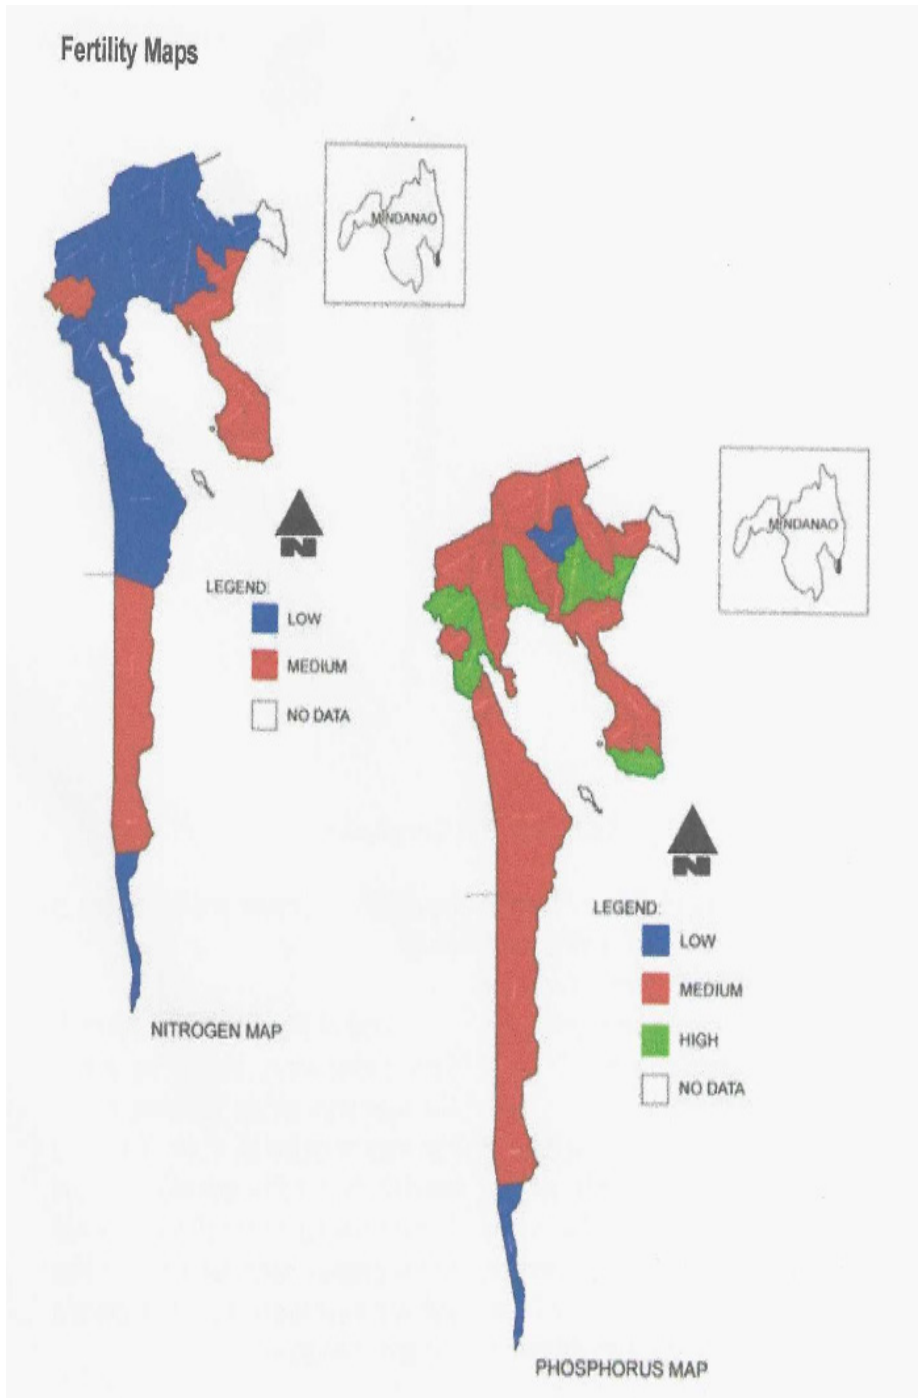 Fertility Maps
MINDANAO
N
LEGEND:
LOW
MEDIUM
NO DATA
NITROGEN MAP
MINDANAO
N
LEGEND:
LOW
MEDIUM
HIGH
NO DATA
PHOSPHORUS MAP